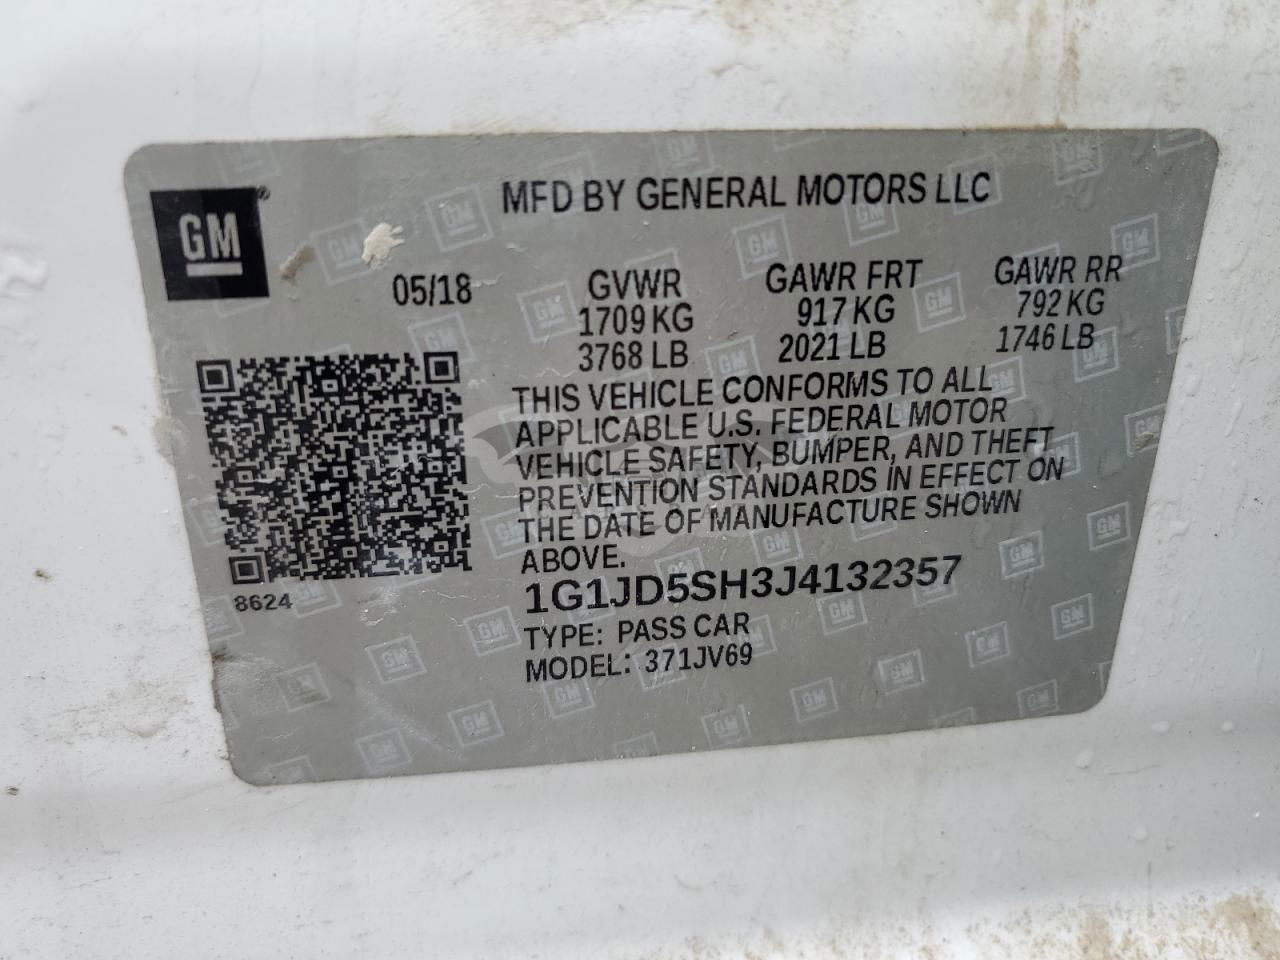 GM®
MFD BY GENERAL MOTORS LLC
05/18
GVWR
1709 KG
3768 LB
GAWR FRT
917 KG
2021 LB
GAWR RR
792 KG
1746 LB
THIS VEHICLE CONFORMS TO ALL
APPLICABLE U.S. FEDERAL MOTOR
VEHICLE SAFETY, BUMPER, AND THEFT
PREVENTION STANDARDS IN EFFECT ON
THE DATE OF MANUFACTURE SHOWN
ABOVE.
1G1JD5SH3J4132357
TYPE: PASS CAR
MODEL: 371JV69
8624